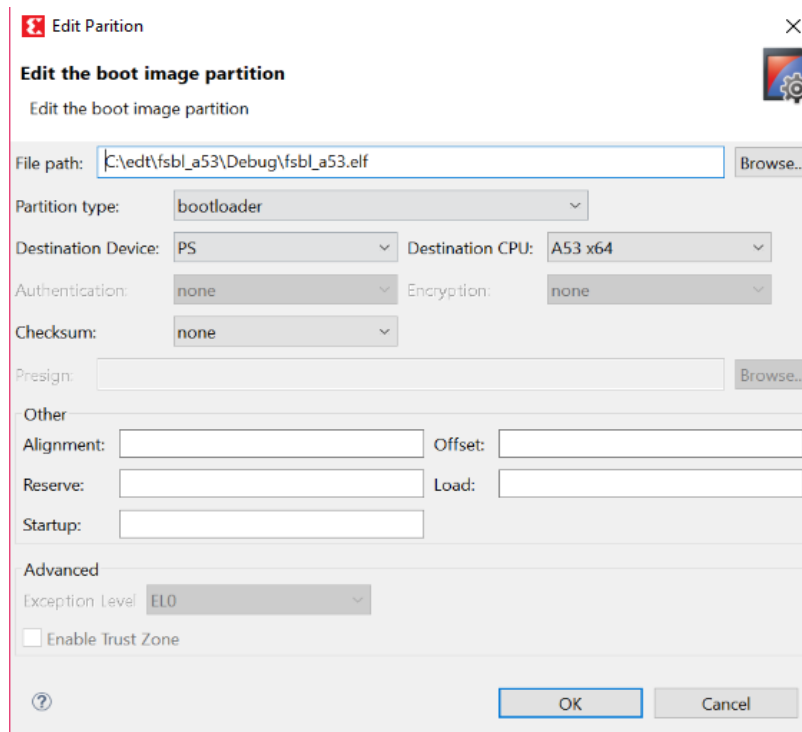 Edit Parition
Edit the boot image partition
Edit the boot image partition
File path: C:\edt\fsbl_a53\Debug\fsbl_a53.elf Browse..
Partition type: bootloader
Destination Device: PS Destination CPU: A53 x64
Authentication: none Encryption: none
Checksum: none
Presign: Browse..
Other
Alignment: Offset:
Reserve: Load:
Startup:
Advanced
Exception Level EL0
Enable Trust Zone
? OK Cancel